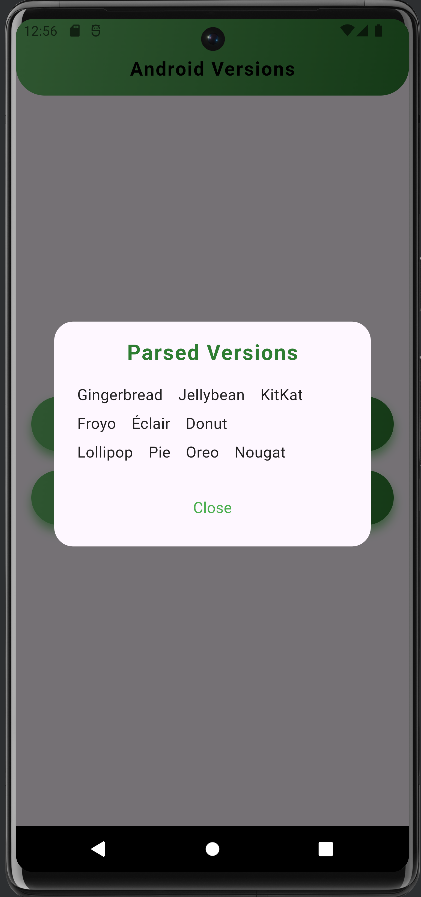 12:56
Android Versions
Parsed Versions
Gingerbread Jellybean KitKat
Froyo Éclair Donut
Lollipop Pie Oreo Nougat
Close